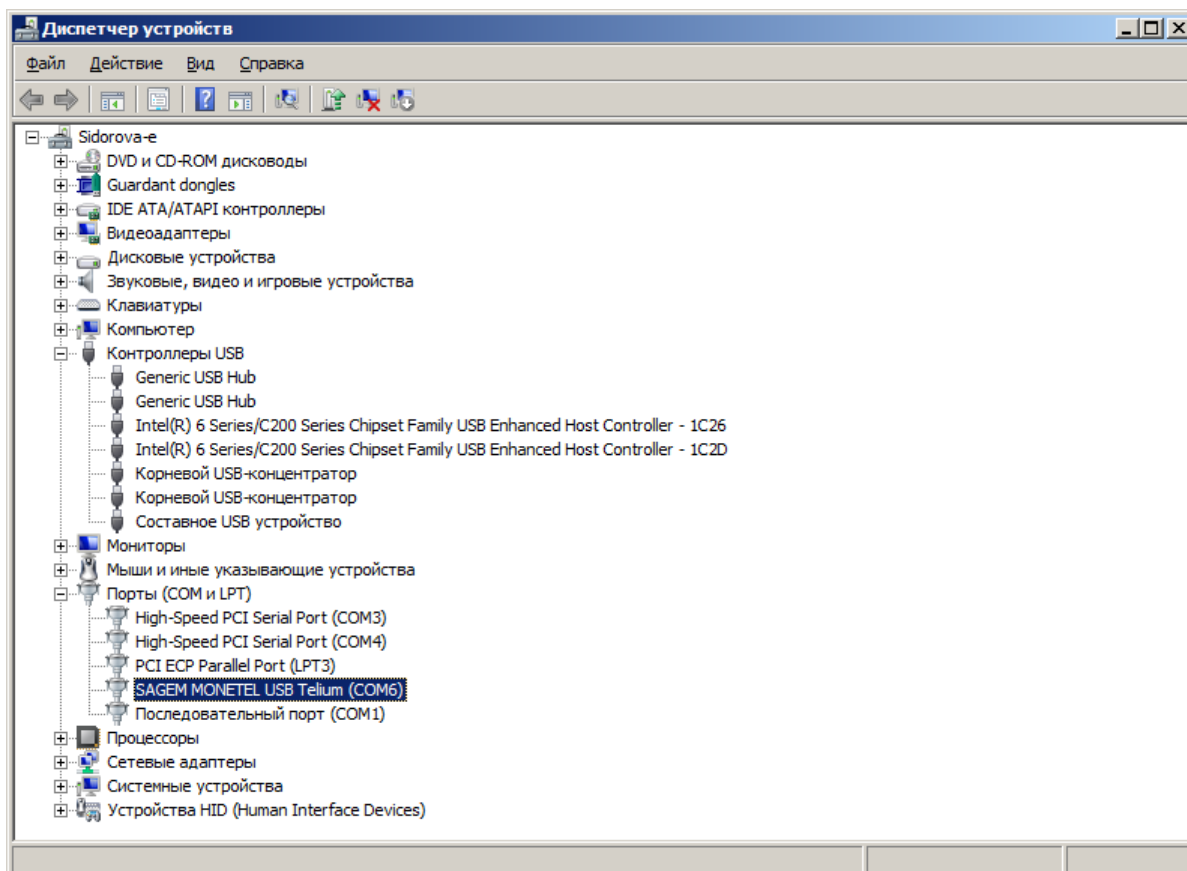 Диспетчер устройств
Файл Действие Вид Справка
Sidorova-e
DVD и CD-ROM дисководы
Guardant dongles
IDE ATA/ATAPI контроллеры
Видеоадаптеры
Дисковые устройства
Звуковые, видео и игровые устройства
Клавиатуры
Компьютер
Контроллеры USB
Generic USB Hub
Generic USB Hub
Intel(R) 6 Series/C200 Series Chipset Family USB Enhanced Host Controller - 1C26
Intel(R) 6 Series/C200 Series Chipset Family USB Enhanced Host Controller - 1C2D
Корневой USB-концентратор
Корневой USB-концентратор
Составное USB устройство
Мониторы
Мыши и иные указывающие устройства
Порты (COM и LPT)
High-Speed PCI Serial Port (COM3)
High-Speed PCI Serial Port (COM4)
PCI ECP Parallel Port (LPT3)
SAGEM MONETEL USB Telium (COM6)
Последовательный порт (COM1)
Процессоры
Сетевые адаптеры
Системные устройства
Устройства HID (Human Interface Devices)